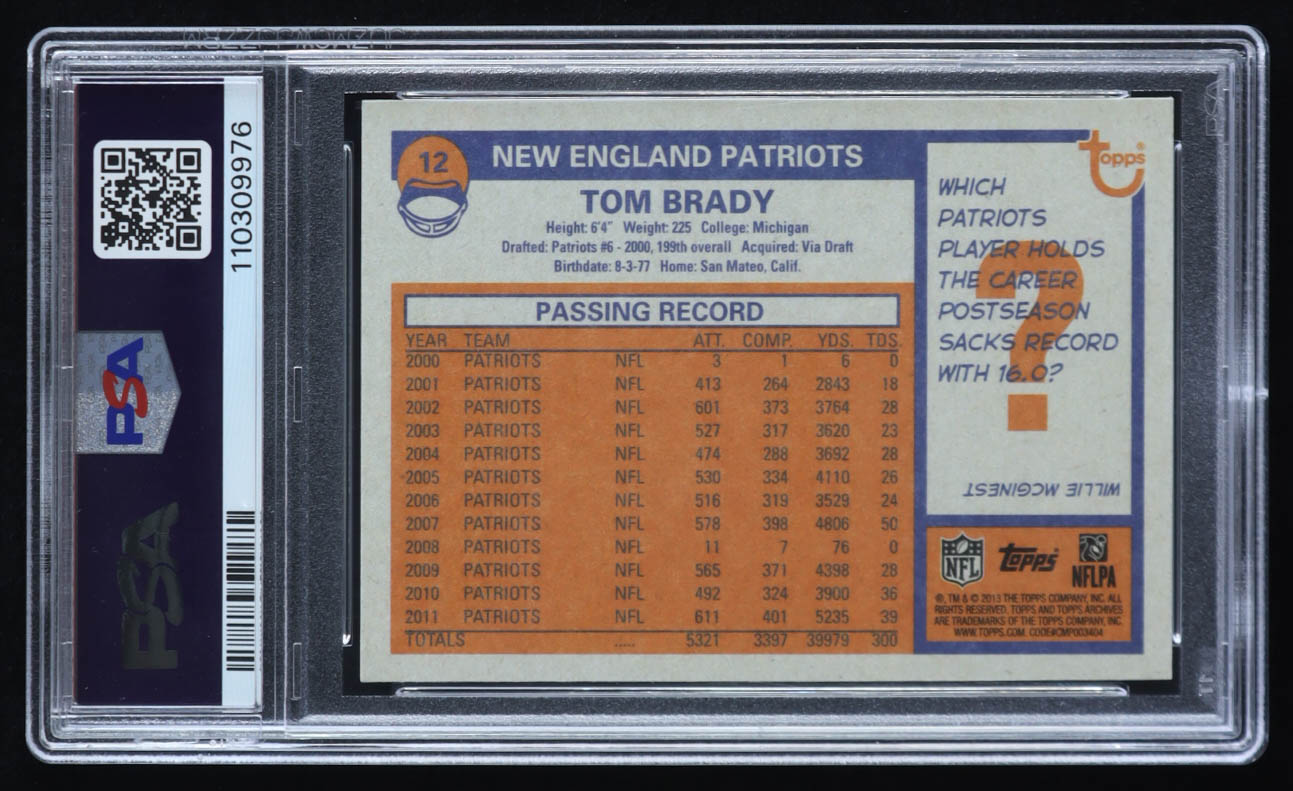 110309976
PSA
PSA
12
NEW ENGLAND PATRIOTS
TOM BRADY
Height: 6'4" Weight: 225 College: Michigan
Drafted: Patriots #6 - 2000, 199th overall Acquired: Via Draft
Birthdate: 8-3-77 Home: San Mateo, Calif.
PASSING RECORD
YEAR TEAM ATT. COMP. YDS. TDS.
2000 PATRIOTS NFL 3 1 6 0
2001 PATRIOTS NFL 413 264 2843 18
2002 PATRIOTS NFL 601 373 3764 28
2003 PATRIOTS NFL 527 317 3620 23
2004 PATRIOTS NFL 474 288 3692 28
2005 PATRIOTS NFL 530 334 4110 26
2006 PATRIOTS NFL 516 319 3529 24
2007 PATRIOTS NFL 578 398 4806 50
2008 PATRIOTS NFL 11 7 76 0
2009 PATRIOTS NFL 565 371 4398 28
2010 PATRIOTS NFL 492 324 3900 36
2011 PATRIOTS NFL 611 401 5235 39
TOTALS ..... 5321 3397 39979 300
topps®
WHICH
PATRIOTS
PLAYER HOLDS
THE CAREER
POSTSEASON
SACKS RECORD
WITH 16.0?
?
WILLIE MCGINEST
NFL topps® NFLPA
®, TM & © 2013 THE TOPPS COMPANY, INC. ALL
RIGHTS RESERVED. TOPPS AND TOPPS ARCHIVES
ARE TRADEMARKS OF THE TOPPS COMPANY, INC.
WWW.TOPPS.COM. CODE#CMP003404
PSA